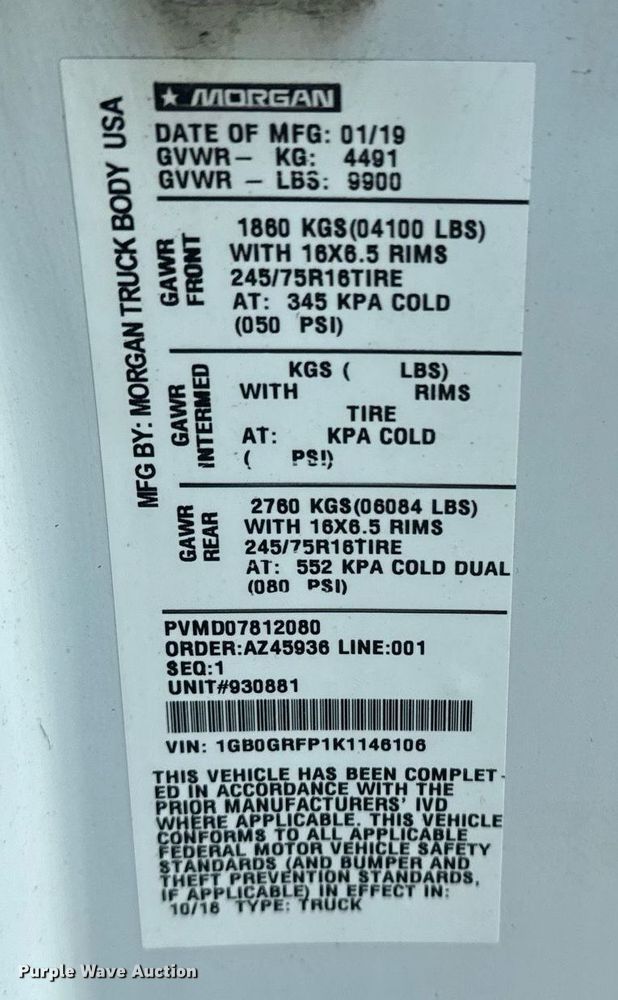 ★ MORGAN
DATE OF MFG: 01/19
GVWR- KG: 4491
GVWR - LBS: 9900
MFG BY: MORGAN TRUCK BODY USA
GAWR
FRONT
1860 KGS(04100 LBS)
WITH 16X6.5 RIMS
245/75R16TIRE
AT: 345 KPA COLD
(050 PSI)
GAWR
INTERMED
KGS ( LBS)
WITH RIMS
TIRE
AT: KPA COLD
( PSI)
GAWR
REAR
2760 KGS(06084 LBS)
WITH 16X6.5 RIMS
245/75R16TIRE
AT: 552 KPA COLD DUAL
(080 PSI)
PVMD07812080
ORDER:AZ45936 LINE:001
SEQ:1
UNIT#930881
VIN: 1GB0GRFP1K1146106
THIS VEHICLE HAS BEEN COMPLET-
ED IN ACCORDANCE WITH THE
PRIOR MANUFACTURERS' IVD
WHERE APPLICABLE. THIS VEHICLE
CONFORMS TO ALL APPLICABLE
FEDERAL MOTOR VEHICLE SAFETY
STANDARDS (AND BUMPER AND
THEFT PREVENTION STANDARDS,
IF APPLICABLE) IN EFFECT IN:
10/18 TYPE: TRUCK
Purple Wave Auction